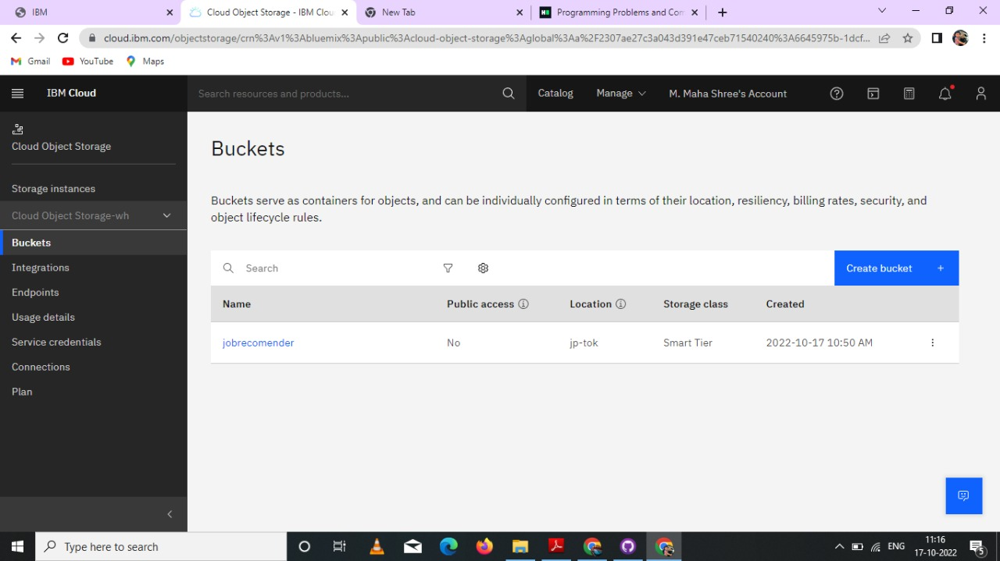 IBM
Cloud Object Storage - IBM Clou
New Tab
Programming Problems and Com
cloud.ibm.com/objectstorage/crn%3Av1%3Abluemix%3Apublic%3Acloud-object-storage%3Aglobal%3Aa%2F2307ae27c3a043d391e47ceb71540240%3A6645975b-1dcf...
Gmail
YouTube
Maps
IBM Cloud
Search resources and products...
Catalog
Manage
M. Maha Shree's Account
Cloud Object Storage
Storage instances
Cloud Object Storage-wh
Buckets
Integrations
Endpoints
Usage details
Service credentials
Connections
Plan
Buckets
Buckets serve as containers for objects, and can be individually configured in terms of their location, resiliency, billing rates, security, and
object lifecycle rules.
Search
Create bucket +
Name Public access Location Storage class Created
jobrecomender No jp-tok Smart Tier 2022-10-17 10:50 AM
Type here to search
ENG
11:16
17-10-2022
5